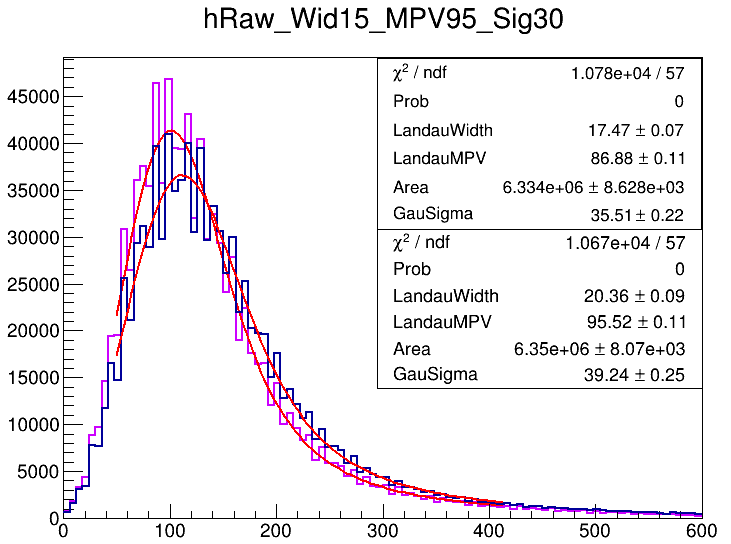 hRaw_Wid15_MPV95_Sig30
χ² / ndf 1.078e+04 / 57
Prob 0
LandauWidth 17.47 ± 0.07
LandauMPV 86.88 ± 0.11
Area 6.334e+06 ± 8.628e+03
GauSigma 35.51 ± 0.22
χ² / ndf 1.067e+04 / 57
Prob 0
LandauWidth 20.36 ± 0.09
LandauMPV 95.52 ± 0.11
Area 6.35e+06 ± 8.07e+03
GauSigma 39.24 ± 0.25
45000
40000
35000
30000
25000
20000
15000
10000
5000
0
0 100 200 300 400 500 600